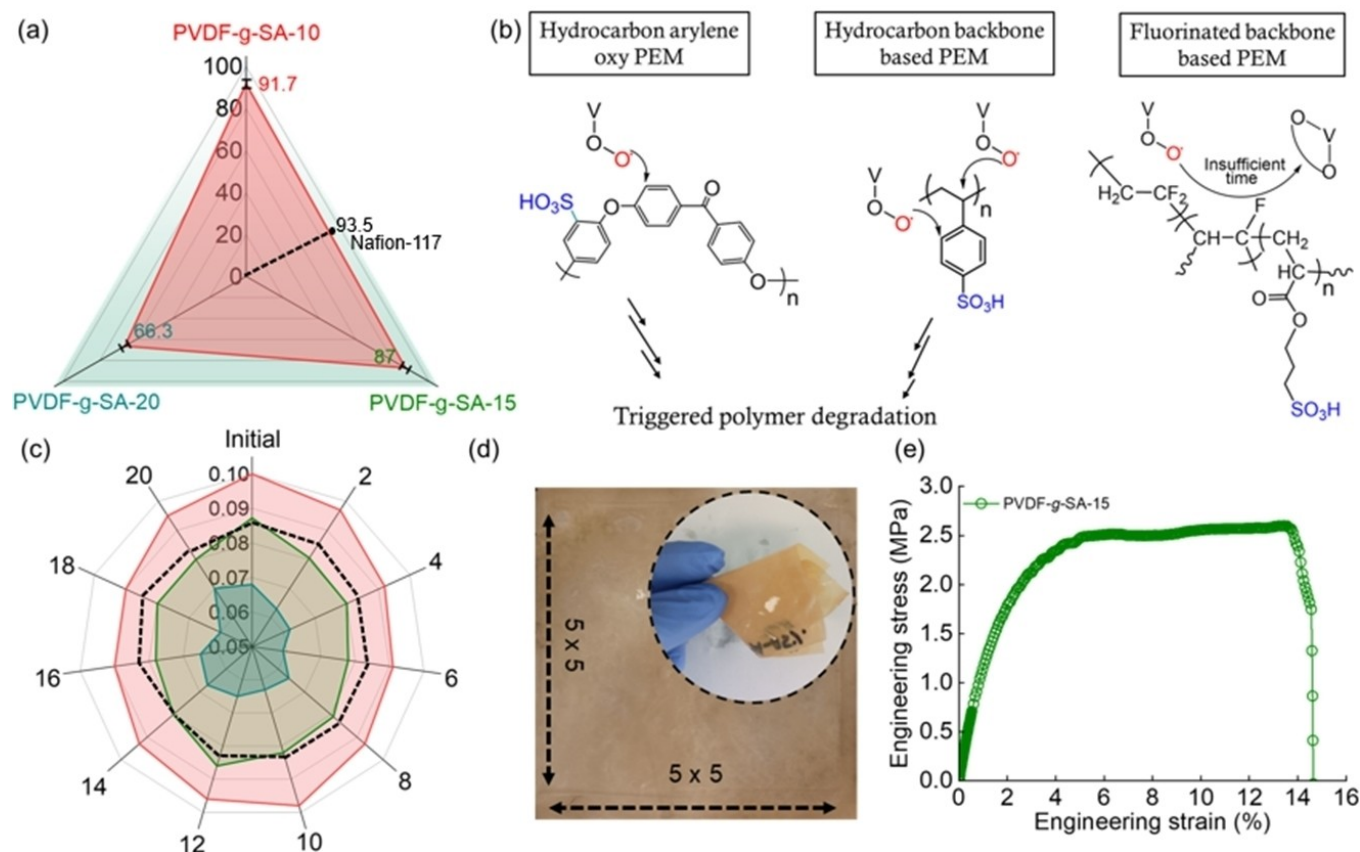 (a)
PVDF-g-SA-10
100
91.7
80
60
40
20
0
93.5
Nafion-117
66.3
87
PVDF-g-SA-20
PVDF-g-SA-15
(b)
Hydrocarbon arylene
oxy PEM
Hydrocarbon backbone
based PEM
Fluorinated backbone
based PEM
V
O
O•
HO3S
O
O
O
n
V
O
O•
V
O
O•
n
SO3H
V
O
O•
Insufficient
time
O
V
O
H2C
CF2
F
CH
C
CH2
HC
n
O
O
SO3H
Triggered polymer degradation
(c)
Initial
2
4
6
8
10
12
14
16
18
20
0.10
0.09
0.08
0.07
0.06
0.05
(d)
5 x 5
5 x 5
(e)
PVDF-g-SA-15
Engineering stress (MPa)
3.0
2.5
2.0
1.5
1.0
0.5
0.0
0 2 4 6 8 10 12 14 16
Engineering strain (%)